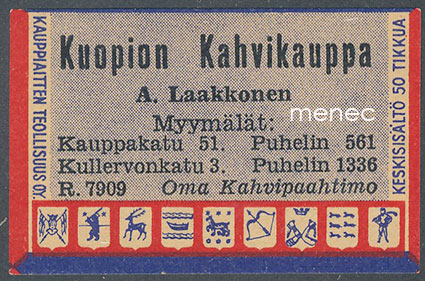 KAUPPIAITTEN TEOLLISUUS OY.
Kuopion Kahvikauppa
A. Laakkonen
menec
Myymälät:
Kauppakatu 51. Puhelin 561
Kullervonkatu 3. Puhelin 1336
R. 7909 Oma Kahvipaahtimo
KESKISISÄLTÖ 50 TIKKUA